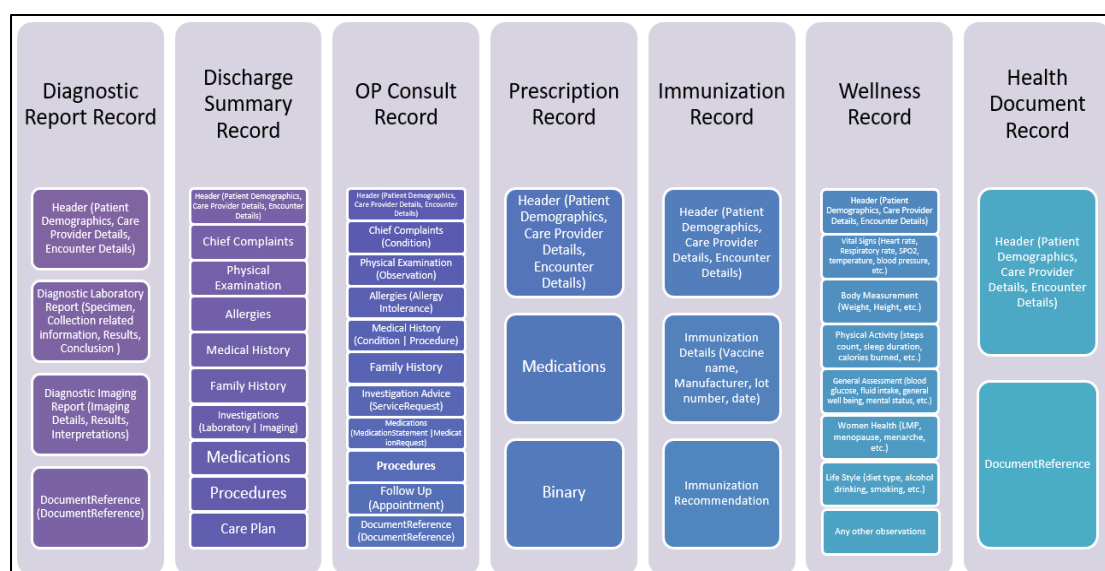 Diagnostic
Report Record
Header (Patient
Demographics, Care
Provider Details,
Encounter Details)
Diagnostic Laboratory
Report (Specimen,
Collection related
information, Results,
Conclusion )
Diagnostic Imaging
Report (Imaging
Details, Results,
Interpretations)
DocumentReference
(DocumentReference)
Discharge
Summary
Record
Header (Patient Demographics,
Care Provider Details, Encounter
Details)
Chief Complaints
Physical
Examination
Allergies
Medical History
Family History
Investigations
(Laboratory | Imaging)
Medications
Procedures
Care Plan
OP Consult
Record
Header (Patient Demographics,
Care Provider Details, Encounter
Details)
Chief Complaints
(Condition)
Physical Examination
(Observation)
Allergies (Allergy
Intolerance)
Medical History
(Condition | Procedure)
Family History
Investigation Advice
(ServiceRequest)
Medications
(MedicationStatement |Medicat
ionRequest)
Procedures
Follow Up
(Appointment)
DocumentReference
(DocumentReference)
Prescription
Record
Header (Patient
Demographics,
Care Provider
Details,
Encounter
Details)
Medications
Binary
Immunization
Record
Header (Patient
Demographics,
Care Provider
Details, Encounter
Details)
Immunization
Details (Vaccine
name,
Manufacturer, lot
number, date)
Immunization
Recommendation
Wellness
Record
Header (Patient
Demographics, Care Provider
Details, Encounter Details)
Vital Signs (Heart rate,
Respiratory rate, SPO2,
temperature, blood pressure,
etc.)
Body Measurement
(Weight, Height, etc.)
Physical Activity (steps
count, sleep duration,
calories burned, etc.)
General Assessment (blood
glucose, fluid intake, general
well being, mental status, etc.)
Women Health (LMP,
menopause, menarche,
etc.)
Life Style (diet type, alcohol
drinking, smoking, etc.)
Any other observations
Health
Document
Record
Header (Patient
Demographics,
Care Provider
Details, Encounter
Details)
DocumentReference